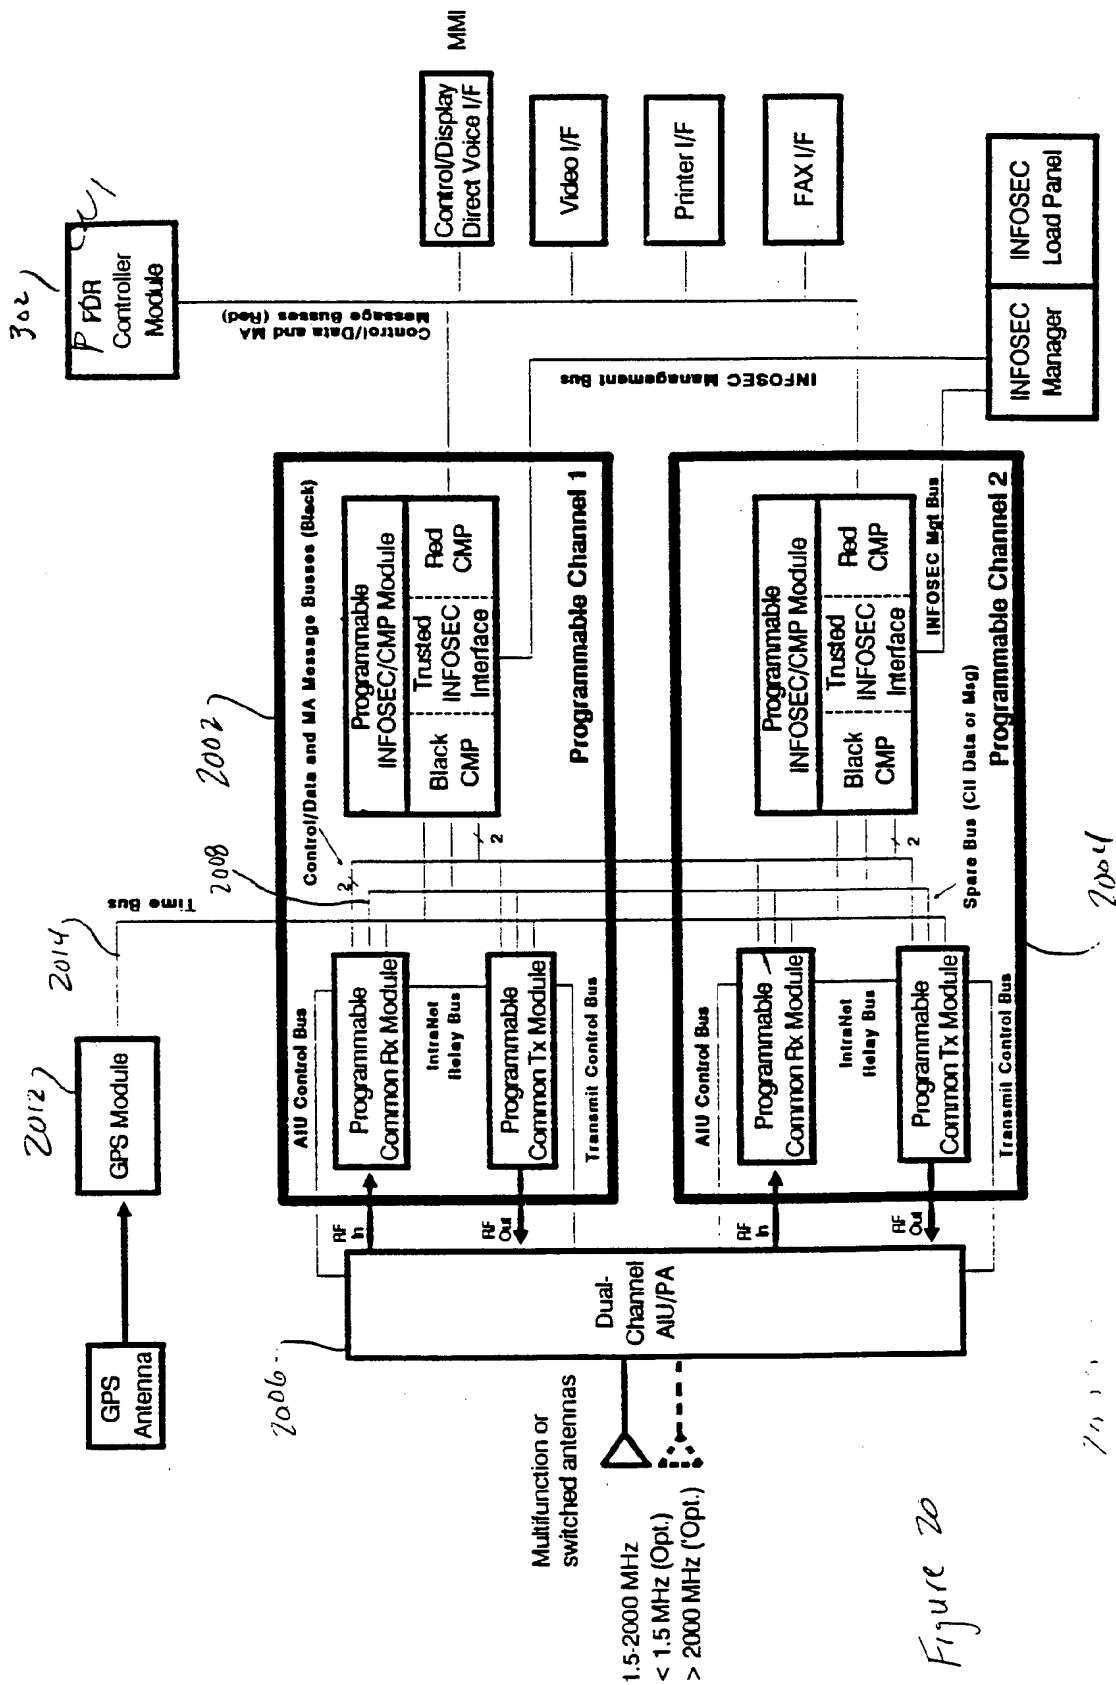 302
PDR
Controller
Module
MMI
Control/Display
Direct Voice I/F
Video I/F
Printer I/F
FAX I/F
Control/Data and MA
Message Busses (Red)
INFOSEC Management Bus
INFOSEC
Manager
INFOSEC
Load Panel
GPS
Antenna
GPS Module
2012
2014
Time Bus
2008
2002
Control/Data and MA Message Busses (Black)
2
Programmable
INFOSEC/CMP Module
Black
CMP
Trusted
INFOSEC
Interface
Red
CMP
2
Programmable Channel 1
AIU Control Bus
Programmable
Common Rx Module
IntraNet
Relay Bus
Programmable
Common Tx Module
Transmit Control Bus
RF
In
RF
Out
2006
Dual-
Channel
AIU/PA
Multifunction or
switched antennas
1.5-2000 MHz
< 1.5 MHz (Opt.)
> 2000 MHz ('Opt.)
Programmable
INFOSEC/CMP Module
Black
CMP
Trusted
INFOSEC
Interface
Red
CMP
2
INFOSEC Mgt Bus
Programmable Channel 2
Spare Bus (Ctl Data or Msg)
AIU Control Bus
Programmable
Common Rx Module
IntraNet
Relay Bus
Programmable
Common Tx Module
Transmit Control Bus
RF
In
RF
Out
2004
Figure 20